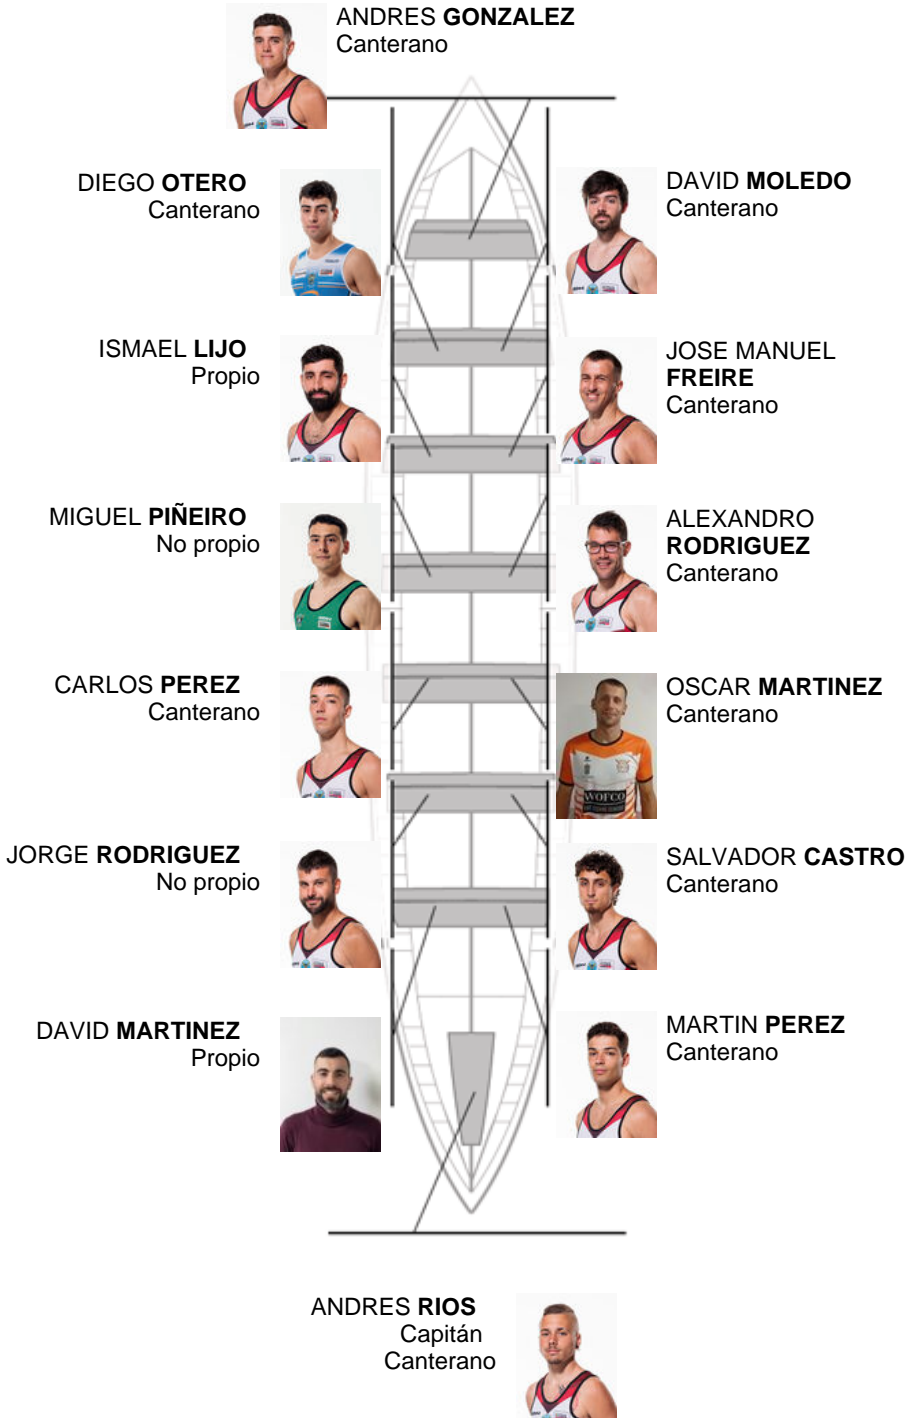 ANDRES GONZALEZ
Canterano
DIEGO OTERO
Canterano
DAVID MOLEDO
Canterano
ISMAEL LIJO
Propio
JOSE MANUEL
FREIRE
Canterano
MIGUEL PIÑEIRO
No propio
ALEXANDRO
RODRIGUEZ
Canterano
CARLOS PEREZ
Canterano
OSCAR MARTINEZ
Canterano
WOFCO
JORGE RODRIGUEZ
No propio
SALVADOR CASTRO
Canterano
DAVID MARTINEZ
Propio
MARTIN PEREZ
Canterano
ANDRES RIOS
Capitán
Canterano